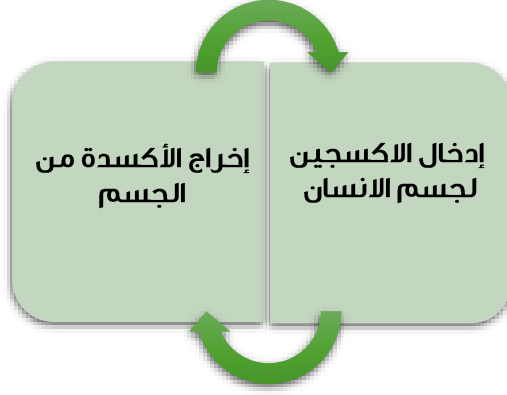 إدخال الاكسجين
لجسم الانسان
إخراج الأكسدة من
الجسم